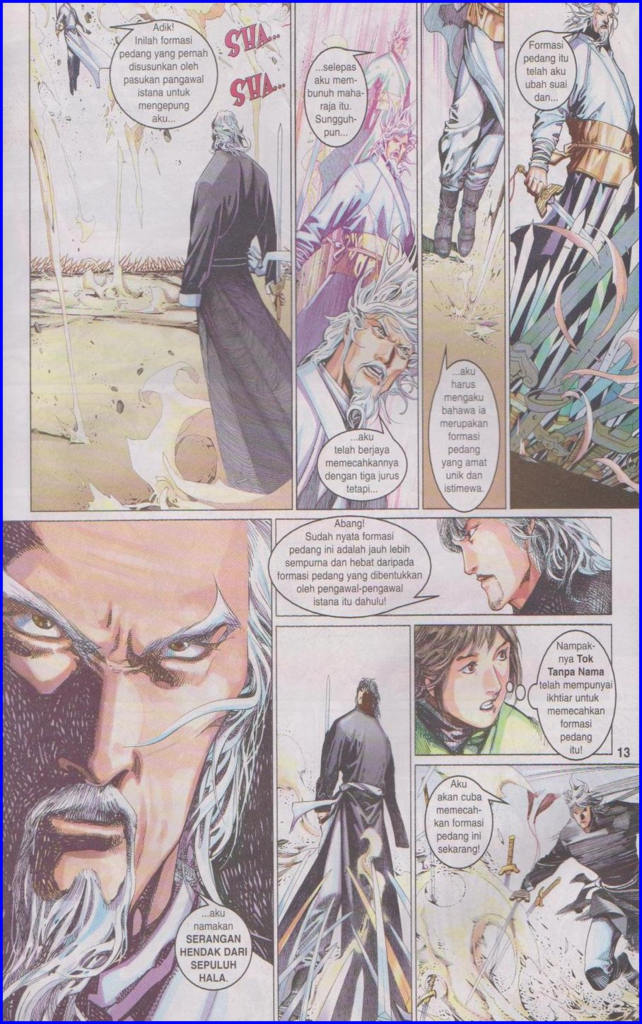 Adik!
Inilah formasi
pedang yang pernah
disusunkan oleh
pasukan pangawal
istana untuk
mengepung
aku...
SHA...
SHA...
...selepas
aku mem-
bunuh maha-
raja itu.
Sungguh-
pun...
...aku
telah berjaya
memecahkannya
dengan tiga jurus
tetapi...
...aku
harus
mengaku
bahawa ia
merupakan
formasi
pedang
yang amat
unik dan
istimewa.
Formasi
pedang itu
telah aku
ubah suai
dan...
...aku
namakan
SERANGAN
HENDAK DARI
SEPULUH
HALA.
Abang!
Sudah nyata formasi
pedang ini adalah jauh lebih
sempurna dan hebat daripada
formasi pedang yang dibentukkan
oleh pengawal-pengawal
istana itu dahulu!
Nampak-
nya Tok
Tanpa Nama
telah mempunyai
ikhtiar untuk
memecahkan
formasi
pedang
itu!
13
Aku
akan cuba
memecah-
kan formasi
pedang ini
sekarang!